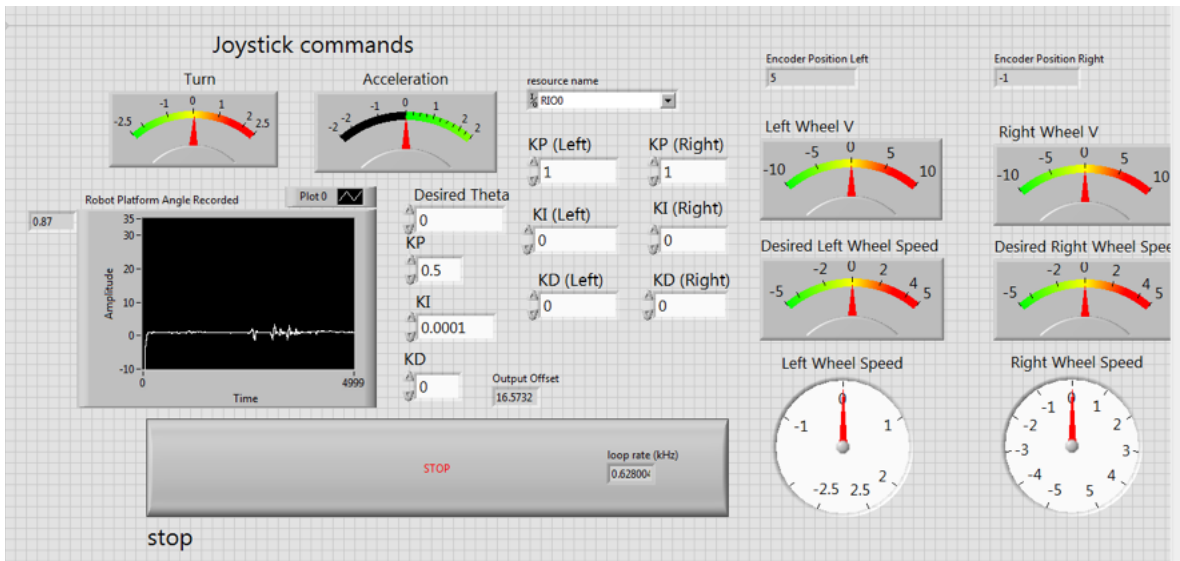 Joystick commands
Turn
-2.5 -1 0 1 2 2.5
Acceleration
-2 -2 -1 0 1 2 2
resource name
RIO0
KP (Left)
1
KP (Right)
1
KI (Left)
0
KI (Right)
0
KD (Left)
0
KD (Right)
0
0.87
Robot Platform Angle Recorded
Plot 0
35
30
20
10
0
-10
Amplitude
0
4999
Time
Desired Theta
0
KP
0.5
KI
0.0001
KD
0
Output Offset
16.5732
Encoder Position Left
5
Encoder Position Right
-1
Left Wheel V
-10 -5 0 5 10
Right Wheel V
-10 -5 0 5 10
Desired Left Wheel Speed
-5 -2 0 2 4 5
Desired Right Wheel Spee
-5 -2 0 2 4 5
Left Wheel Speed
-2.5 -1 0 1 2 2.5
Right Wheel Speed
-5 -4 -3 -2 -1 0 1 2 3 4 5
STOP
loop rate (kHz)
0.62800
stop